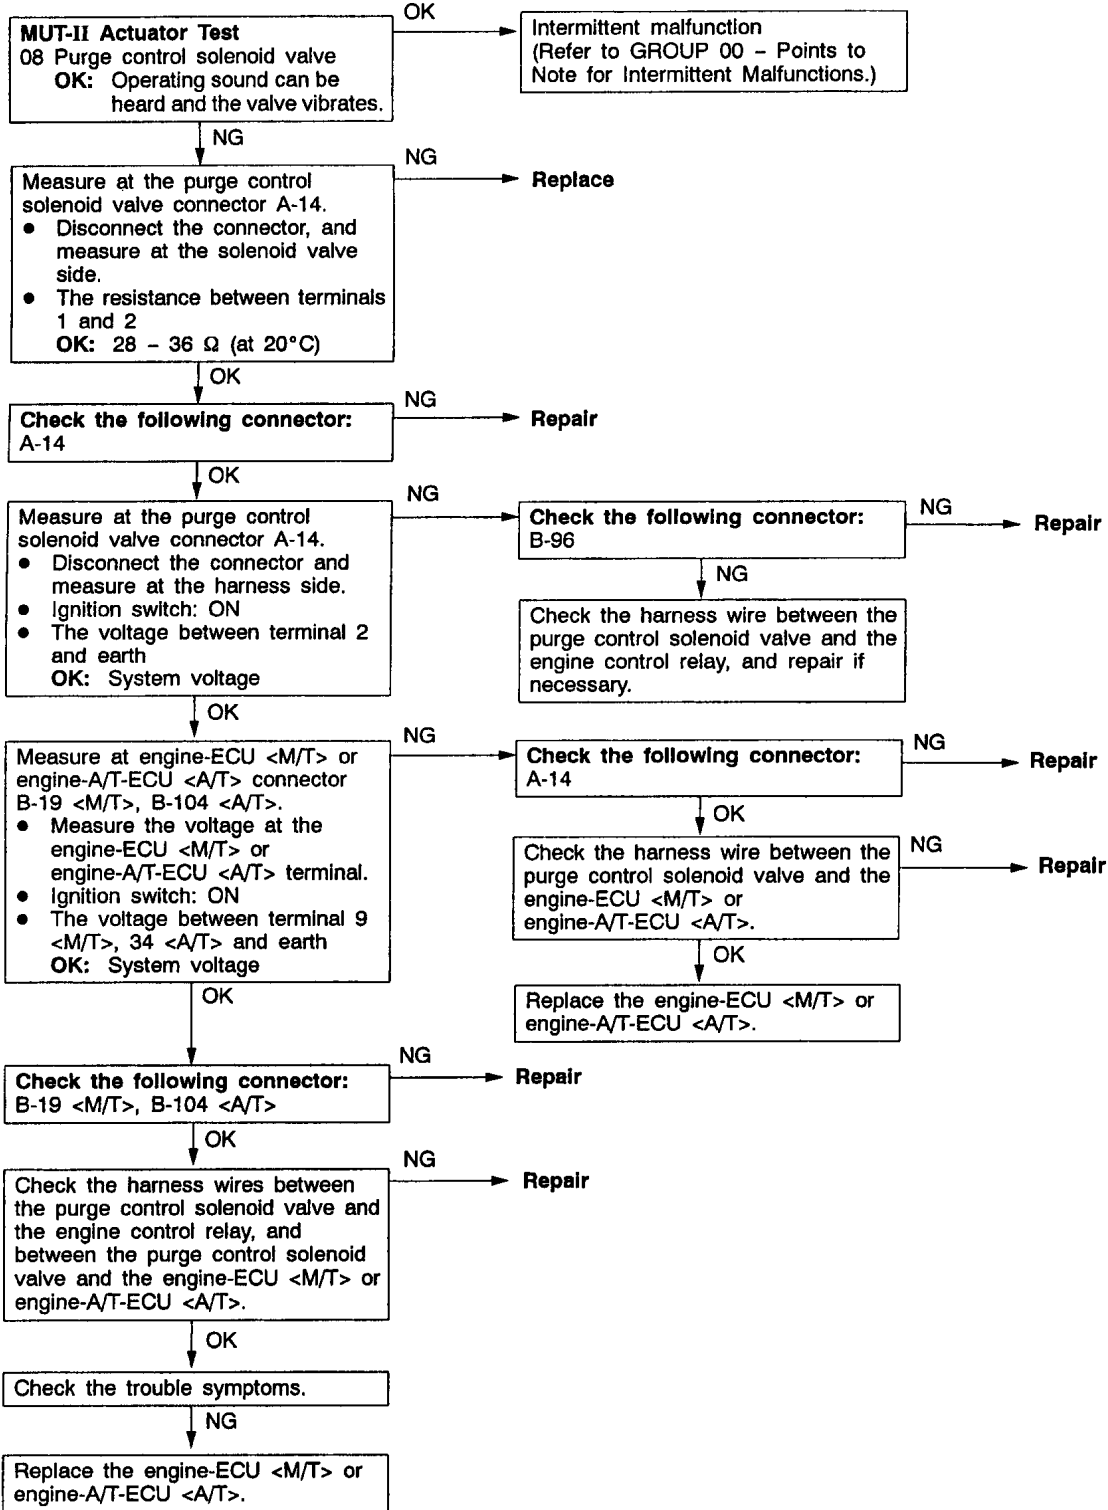 MUT-II Actuator Test
08 Purge control solenoid valve
OK: Operating sound can be
heard and the valve vibrates.
OK
Intermittent malfunction
(Refer to GROUP 00 – Points to
Note for Intermittent Malfunctions.)
NG
Measure at the purge control
solenoid valve connector A-14.
● Disconnect the connector, and
measure at the solenoid valve
side.
● The resistance between terminals
1 and 2
OK: 28 – 36 Ω (at 20°C)
NG
Replace
OK
Check the following connector:
A-14
NG
Repair
OK
Measure at the purge control
solenoid valve connector A-14.
● Disconnect the connector and
measure at the harness side.
● Ignition switch: ON
● The voltage between terminal 2
and earth
OK: System voltage
NG
Check the following connector:
B-96
NG
Repair
NG
Check the harness wire between the
purge control solenoid valve and the
engine control relay, and repair if
necessary.
OK
Measure at engine-ECU <M/T> or
engine-A/T-ECU <A/T> connector
B-19 <M/T>, B-104 <A/T>.
● Measure the voltage at the
engine-ECU <M/T> or
engine-A/T-ECU <A/T> terminal.
● Ignition switch: ON
● The voltage between terminal 9
<M/T>, 34 <A/T> and earth
OK: System voltage
NG
Check the following connector:
A-14
NG
Repair
OK
Check the harness wire between the
purge control solenoid valve and the
engine-ECU <M/T> or
engine-A/T-ECU <A/T>.
NG
Repair
OK
Replace the engine-ECU <M/T> or
engine-A/T-ECU <A/T>.
OK
Check the following connector:
B-19 <M/T>, B-104 <A/T>
NG
Repair
OK
Check the harness wires between
the purge control solenoid valve and
the engine control relay, and
between the purge control solenoid
valve and the engine-ECU <M/T> or
engine-A/T-ECU <A/T>.
NG
Repair
OK
Check the trouble symptoms.
NG
Replace the engine-ECU <M/T> or
engine-A/T-ECU <A/T>.